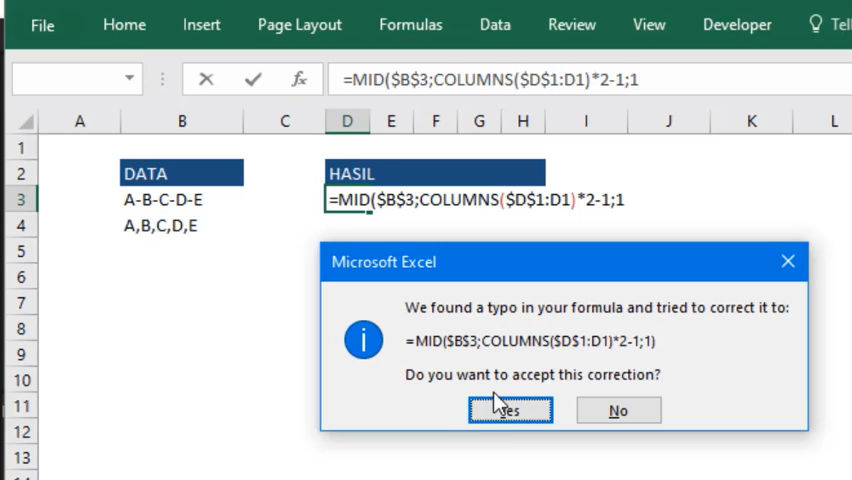 File Home Insert Page Layout Formulas Data Review View Developer Tell
fx =MID($B$3;COLUMNS($D$1:D1)*2-1;1
A B C D E F G H I J K L
1
2 DATA HASIL
3 A-B-C-D-E =MID($B$3;COLUMNS($D$1:D1)*2-1;1
4 A,B,C,D,E
5
6 Microsoft Excel
7
8 We found a typo in your formula and tried to correct it to:
9 =MID($B$3;COLUMNS($D$1:D1)*2-1;1)
10 Do you want to accept this correction?
11 Yes No
12
13